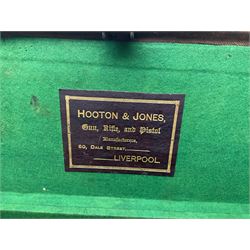 HOOTON & JONES,
Gun, Rifle, and Pistol
Manufacturers,
60, DALE STREET,
LIVERPOOL